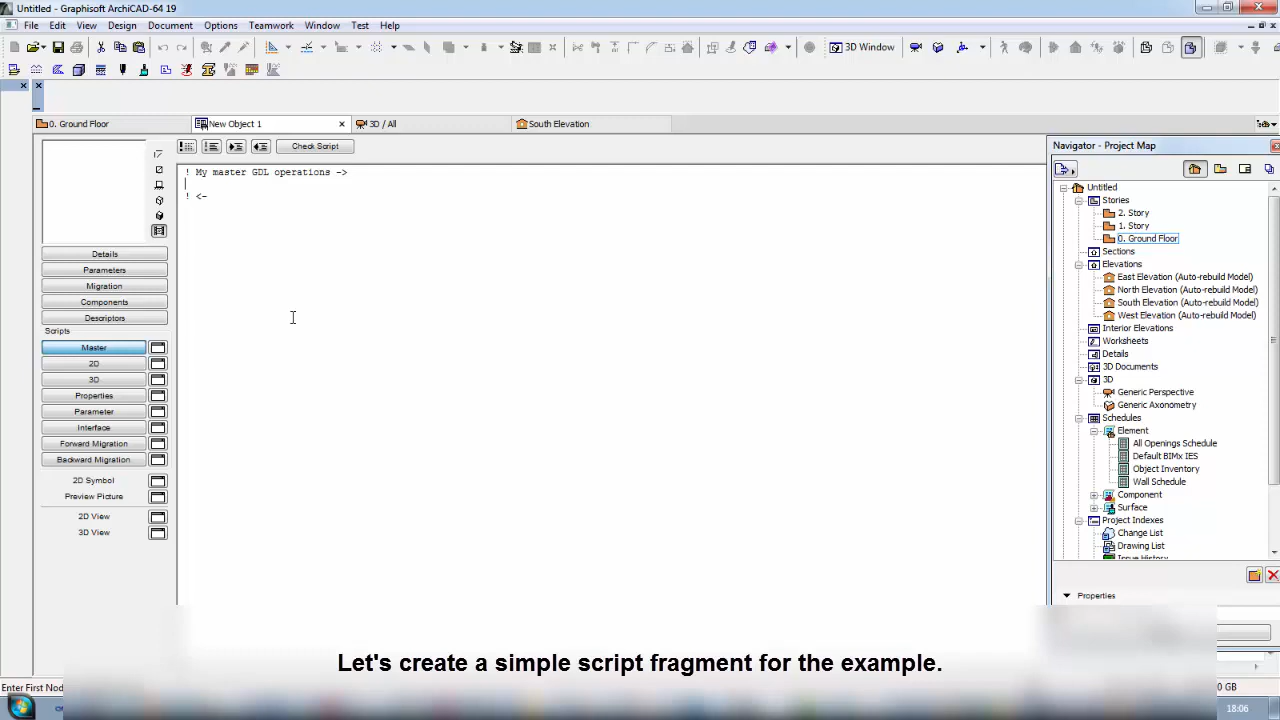 Untitled - Graphisoft ArchiCAD-64 19
File Edit View Design Document Options Teamwork Window Test Help
3D Window
0. Ground Floor
New Object 1
3D / All
South Elevation
Check Script
! My master GDL operations ->
! <-
Details
Parameters
Migration
Components
Descriptors
Scripts
Master
2D
3D
Properties
Parameter
Interface
Forward Migration
Backward Migration
2D Symbol
Preview Picture
2D View
3D View
Navigator - Project Map
Untitled
Stories
2. Story
1. Story
0. Ground Floor
Sections
Elevations
East Elevation (Auto-rebuild Model)
North Elevation (Auto-rebuild Model)
South Elevation (Auto-rebuild Model)
West Elevation (Auto-rebuild Model)
Interior Elevations
Worksheets
Details
3D Documents
3D
Generic Perspective
Generic Axonometry
Schedules
Element
All Openings Schedule
Default BIMx IES
Object Inventory
Wall Schedule
Component
Surface
Project Indexes
Change List
Drawing List
Properties
Let's create a simple script fragment for the example.
Enter First Nod
0 GB
18:06